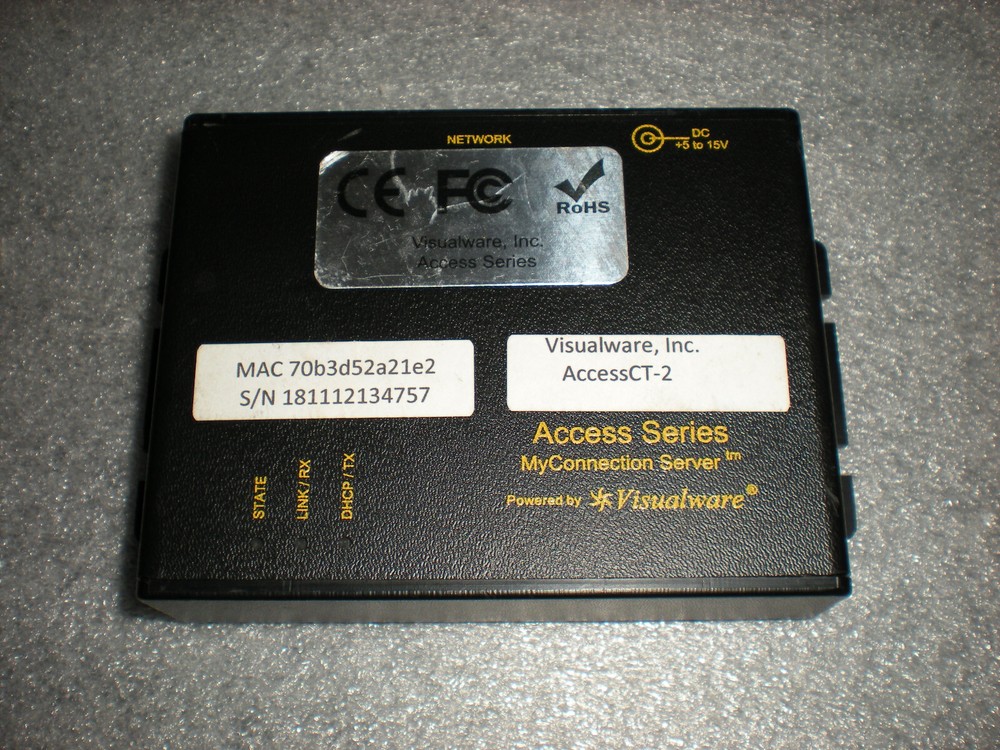 NETWORK
DC
+5 to 15V
CE FC
RoHS
Visualware, Inc.
Access Series
MAC 70b3d52a21e2
S/N 181112134757
Visualware, Inc.
AccessCT-2
Access Series
MyConnection Server tm
Powered by Visualware®
STATE
LINK / RX
DHCP / TX